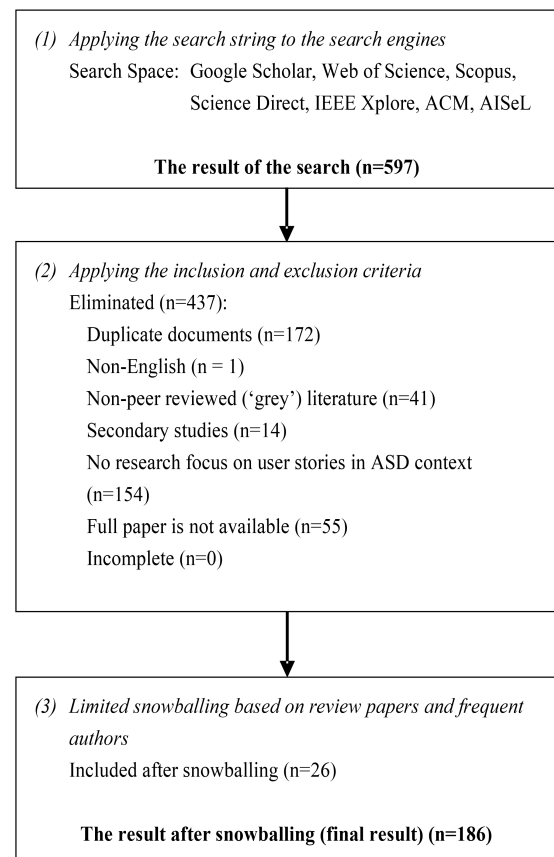 (1) Applying the search string to the search engines
Search Space: Google Scholar, Web of Science, Scopus,
Science Direct, IEEE Xplore, ACM, AISeL
The result of the search (n=597)
(2) Applying the inclusion and exclusion criteria
Eliminated (n=437):
Duplicate documents (n=172)
Non-English (n = 1)
Non-peer reviewed (‘grey’) literature (n=41)
Secondary studies (n=14)
No research focus on user stories in ASD context
(n=154)
Full paper is not available (n=55)
Incomplete (n=0)
(3) Limited snowballing based on review papers and frequent
authors
Included after snowballing (n=26)
The result after snowballing (final result) (n=186)